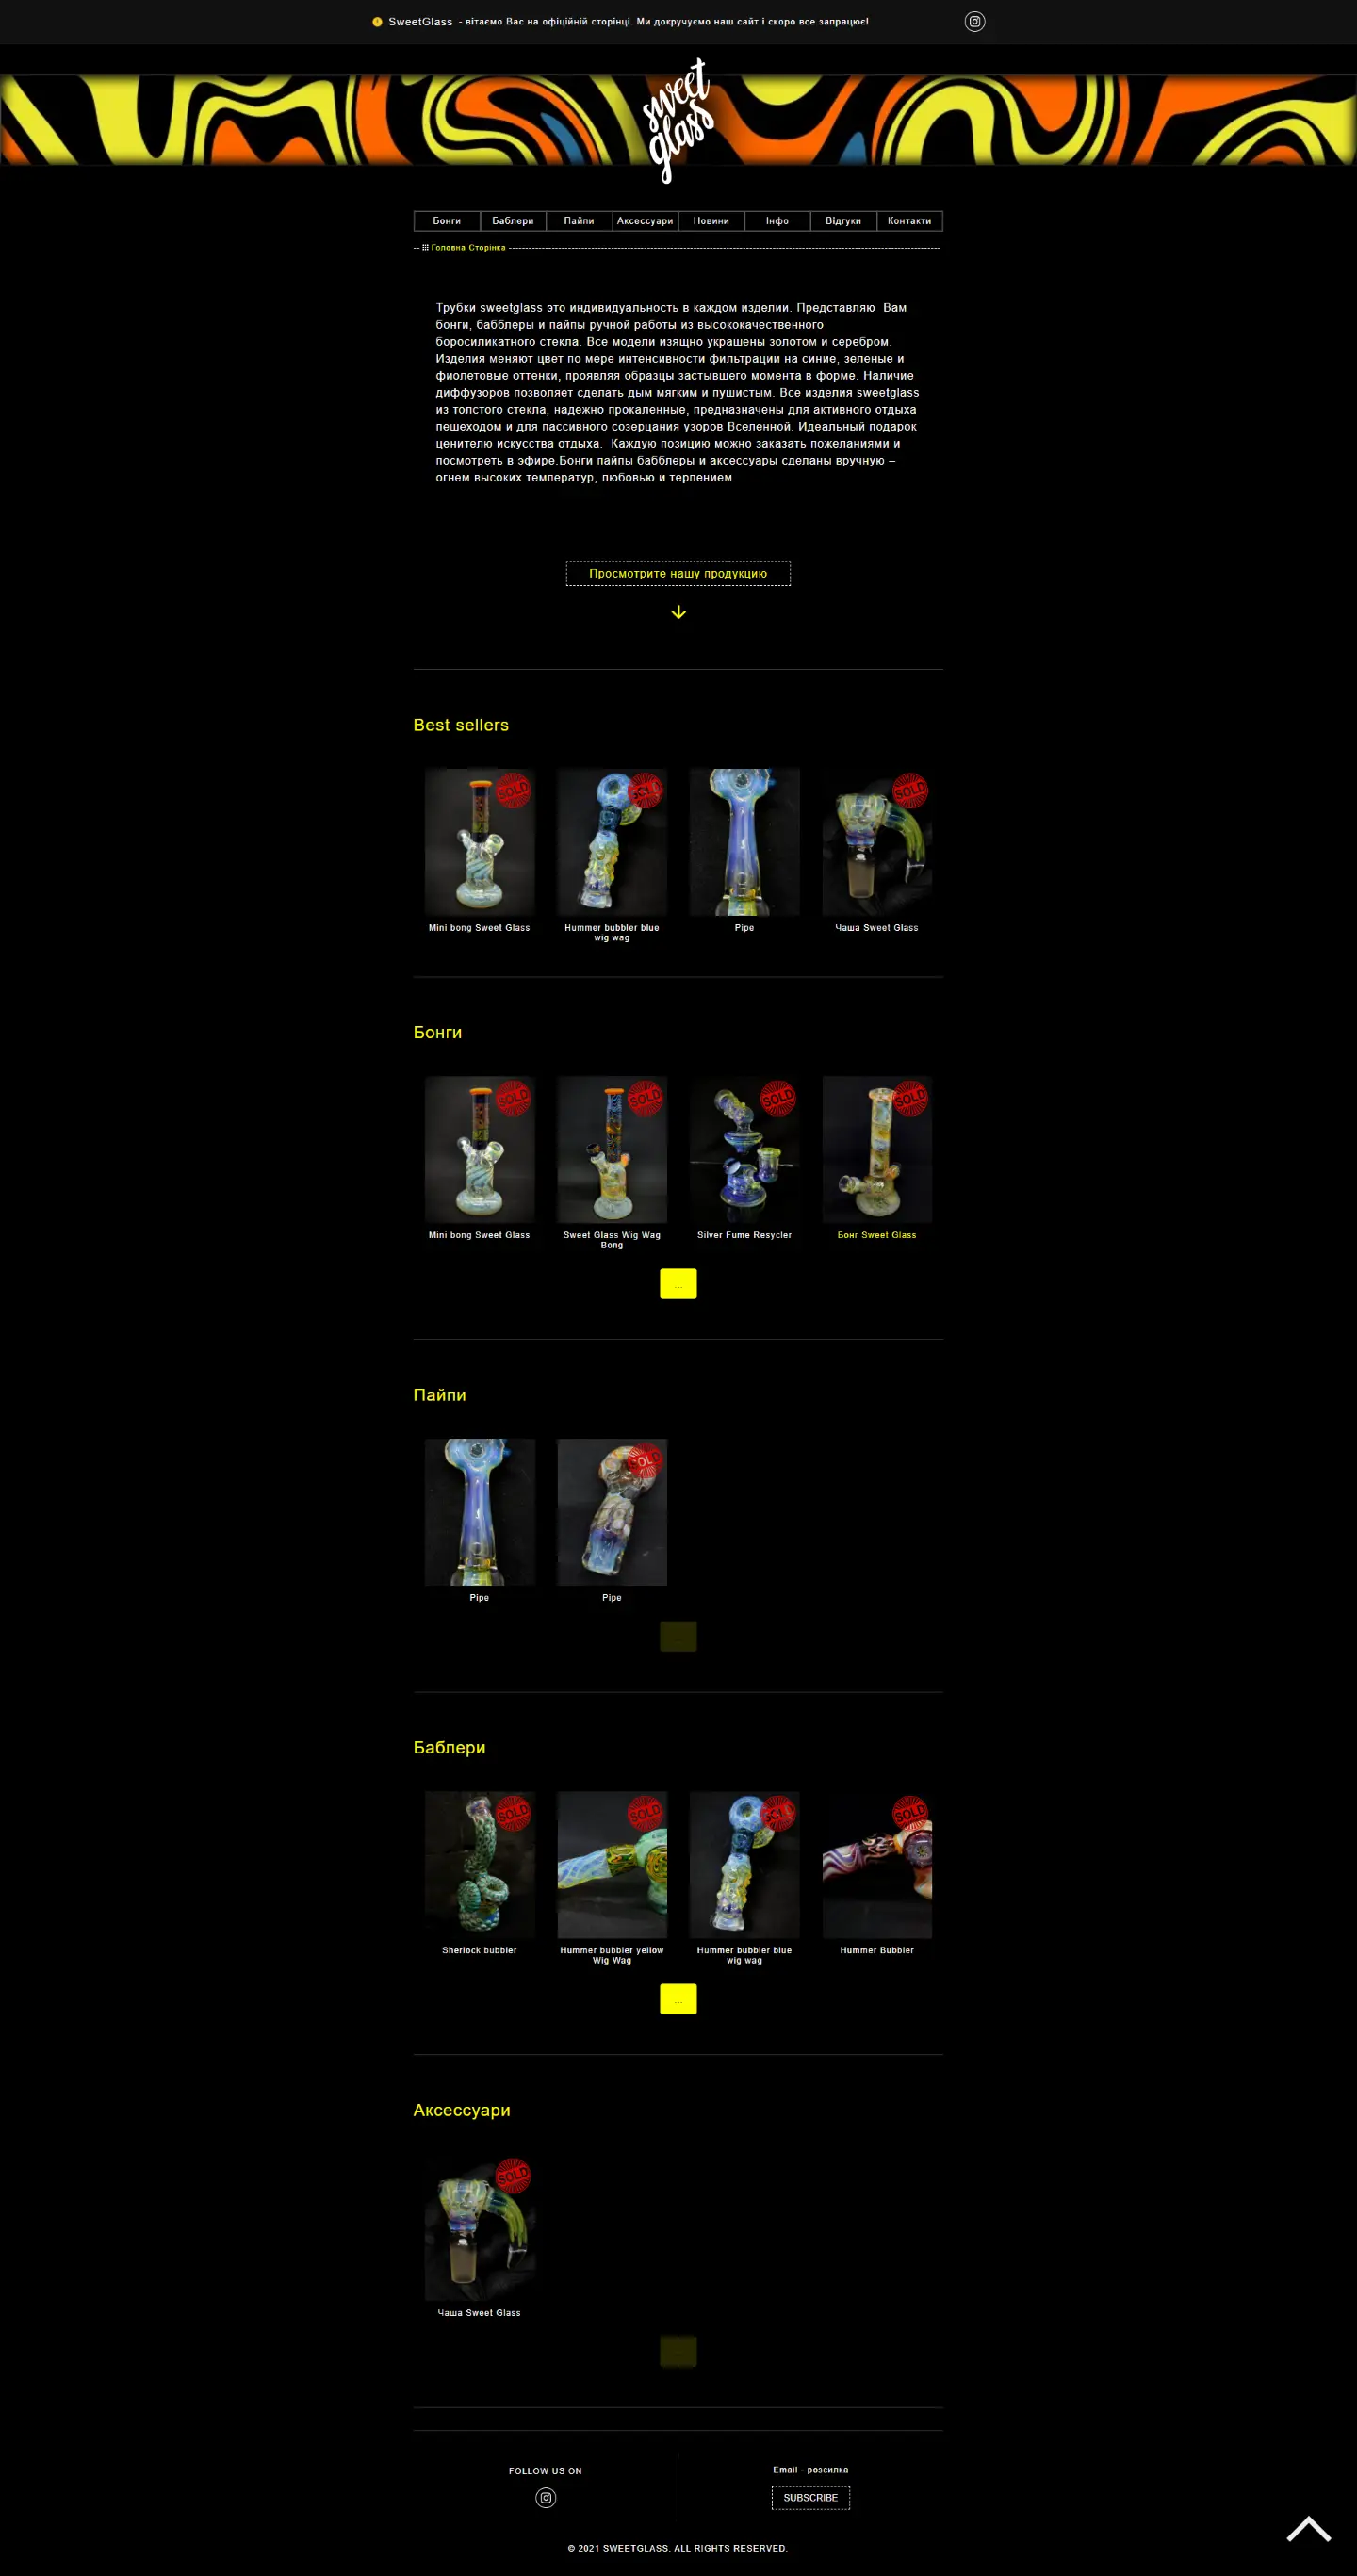 SweetGlass - вітаємо Вас на офіційній сторінці. Ми докручуємо наш сайт і скоро все запрацює!
sweet
glass
Бонги
Баблери
Пайпи
Аксессуари
Новини
Інфо
Відгуки
Контакти
Головна Сторінка
Трубки sweetglass это индивидуальность в каждом изделии. Представляю Вам
бонги, бабблеры и пайпы ручной работы из высококачественного
боросиликатного стекла. Все модели изящно украшены золотом и серебром.
Изделия меняют цвет по мере интенсивности фильтрации на синие, зеленые и
фиолетовые оттенки, проявляя образцы застывшего момента в форме. Наличие
диффузоров позволяет сделать дым мягким и пушистым. Все изделия sweetglass
из толстого стекла, надежно прокаленные, предназначены для активного отдыха
пешеходом и для пассивного созерцания узоров Вселенной. Идеальный подарок
ценителю искусства отдыха. Каждую позицию можно заказать пожеланиями и
посмотреть в эфире.Бонги пайпы бабблеры и аксессуары сделаны вручную –
огнем высоких температур, любовью и терпением.
Просмотрите нашу продукцию
Best sellers
SOLD
SOLD
SOLD
Mini bong Sweet Glass
Hummer bubbler blue
wig wag
Pipe
Чаша Sweet Glass
Бонги
SOLD
SOLD
SOLD
SOLD
Mini bong Sweet Glass
Sweet Glass Wig Wag
Bong
Silver Fume Resycler
Бонг Sweet Glass
...
Пайпи
SOLD
Pipe
Pipe
Баблери
SOLD
SOLD
SOLD
SOLD
Sherlock bubbler
Hummer bubbler yellow
Wig Wag
Hummer bubbler blue
wig wag
Hummer Bubbler
...
Аксессуари
SOLD
Чаша Sweet Glass
FOLLOW US ON
Email - розсилка
SUBSCRIBE
© 2021 SWEETGLASS. ALL RIGHTS RESERVED.